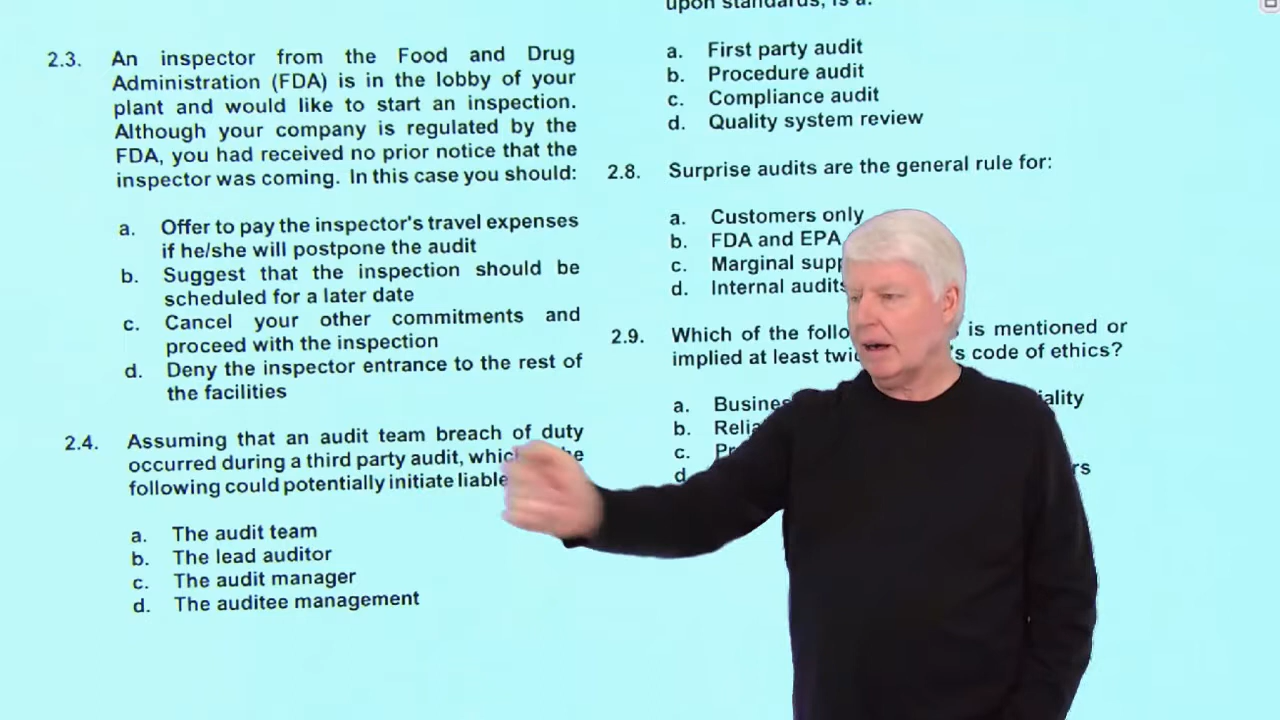 2.3. An inspector from the Food and Drug
Administration (FDA) is in the lobby of your
plant and would like to start an inspection.
Although your company is regulated by the
FDA, you had received no prior notice that the
inspector was coming. In this case you should:
a. Offer to pay the inspector's travel expenses
if he/she will postpone the audit
b. Suggest that the inspection should be
scheduled for a later date
c. Cancel your other commitments and
proceed with the inspection
d. Deny the inspector entrance to the rest of
the facilities
2.4. Assuming that an audit team breach of duty
occurred during a third party audit,
following could potentially initiate
a. The audit team
b. The lead auditor
c. The audit manager
d. The auditee management
upon standards, is a:
a. First party audit
b. Procedure audit
c. Compliance audit
d. Quality system review
2.8. Surprise audits are the general rule for:
a. Customers only
b. FDA and EPA
c. Marginal
d. Internal audits
2.9. Which of the is mentioned or
implied at least code of ethics?
a.
b.
c.
d